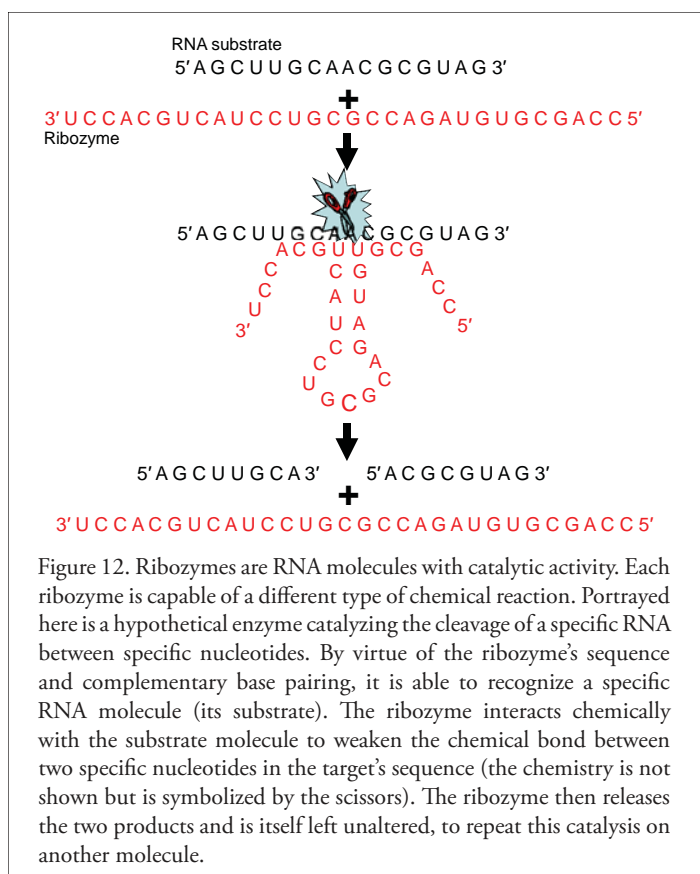 RNA substrate
5′ A G C U U G C A A C G C G U A G 3′
+
3′ U C C A C G U C A U C C U G C G C C A G A U G U G C G A C C 5′
Ribozyme
5′ A G C U U G C A A C G C G U A G 3′
A C G U U G C G
C C A
C A U C
U U A C
3′ C G 5′
C A
U C
G C G
5′ A G C U U G C A 3′ 5′ A C G C G U A G 3′
+
3′ U C C A C G U C A U C C U G C G C C A G A U G U G C G A C C 5′
Figure 12. Ribozymes are RNA molecules with catalytic activity. Each
ribozyme is capable of a different type of chemical reaction. Portrayed
here is a hypothetical enzyme catalyzing the cleavage of a specific RNA
between specific nucleotides. By virtue of the ribozyme’s sequence
and complementary base pairing, it is able to recognize a specific
RNA molecule (its substrate). The ribozyme interacts chemically
with the substrate molecule to weaken the chemical bond between
two specific nucleotides in the target’s sequence (the chemistry is not
shown but is symbolized by the scissors). The ribozyme then releases
the two products and is itself left unaltered, to repeat this catalysis on
another molecule.